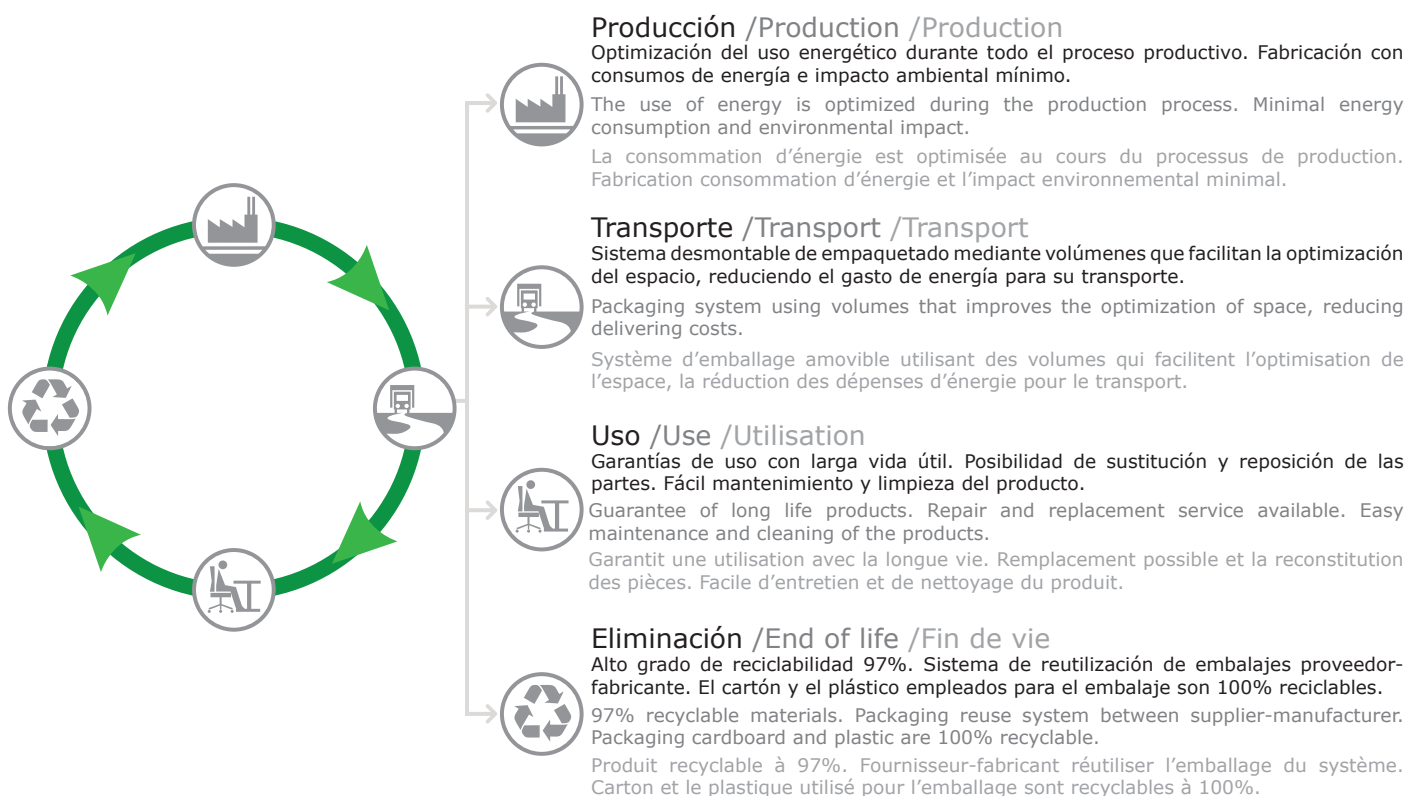 Producción /Production /Production
Optimización del uso energético durante todo el proceso productivo. Fabricación con
consumos de energía e impacto ambiental mínimo.
The use of energy is optimized during the production process. Minimal energy
consumption and environmental impact.
La consommation d’énergie est optimisée au cours du processus de production.
Fabrication consommation d’énergie et l’impact environnemental minimal.
Transporte /Transport /Transport
Sistema desmontable de empaquetado mediante volúmenes que facilitan la optimización
del espacio, reduciendo el gasto de energía para su transporte.
Packaging system using volumes that improves the optimization of space, reducing
delivering costs.
Système d’emballage amovible utilisant des volumes qui facilitent l’optimisation de
l’espace, la réduction des dépenses d’énergie pour le transport.
Uso /Use /Utilisation
Garantías de uso con larga vida útil. Posibilidad de sustitución y reposición de las
partes. Fácil mantenimiento y limpieza del producto.
Guarantee of long life products. Repair and replacement service available. Easy
maintenance and cleaning of the products.
Garantit une utilisation avec la longue vie. Remplacement possible et la reconstitution
des pièces. Facile d’entretien et de nettoyage du produit.
Eliminación /End of life /Fin de vie
Alto grado de reciclabilidad 97%. Sistema de reutilización de embalajes proveedor-
fabricante. El cartón y el plástico empleados para el embalaje son 100% reciclables.
97% recyclable materials. Packaging reuse system between supplier-manufacturer.
Packaging cardboard and plastic are 100% recyclable.
Produit recyclable à 97%. Fournisseur-fabricant réutiliser l’emballage du système.
Carton et le plastique utilisé pour l’emballage sont recyclables à 100%.